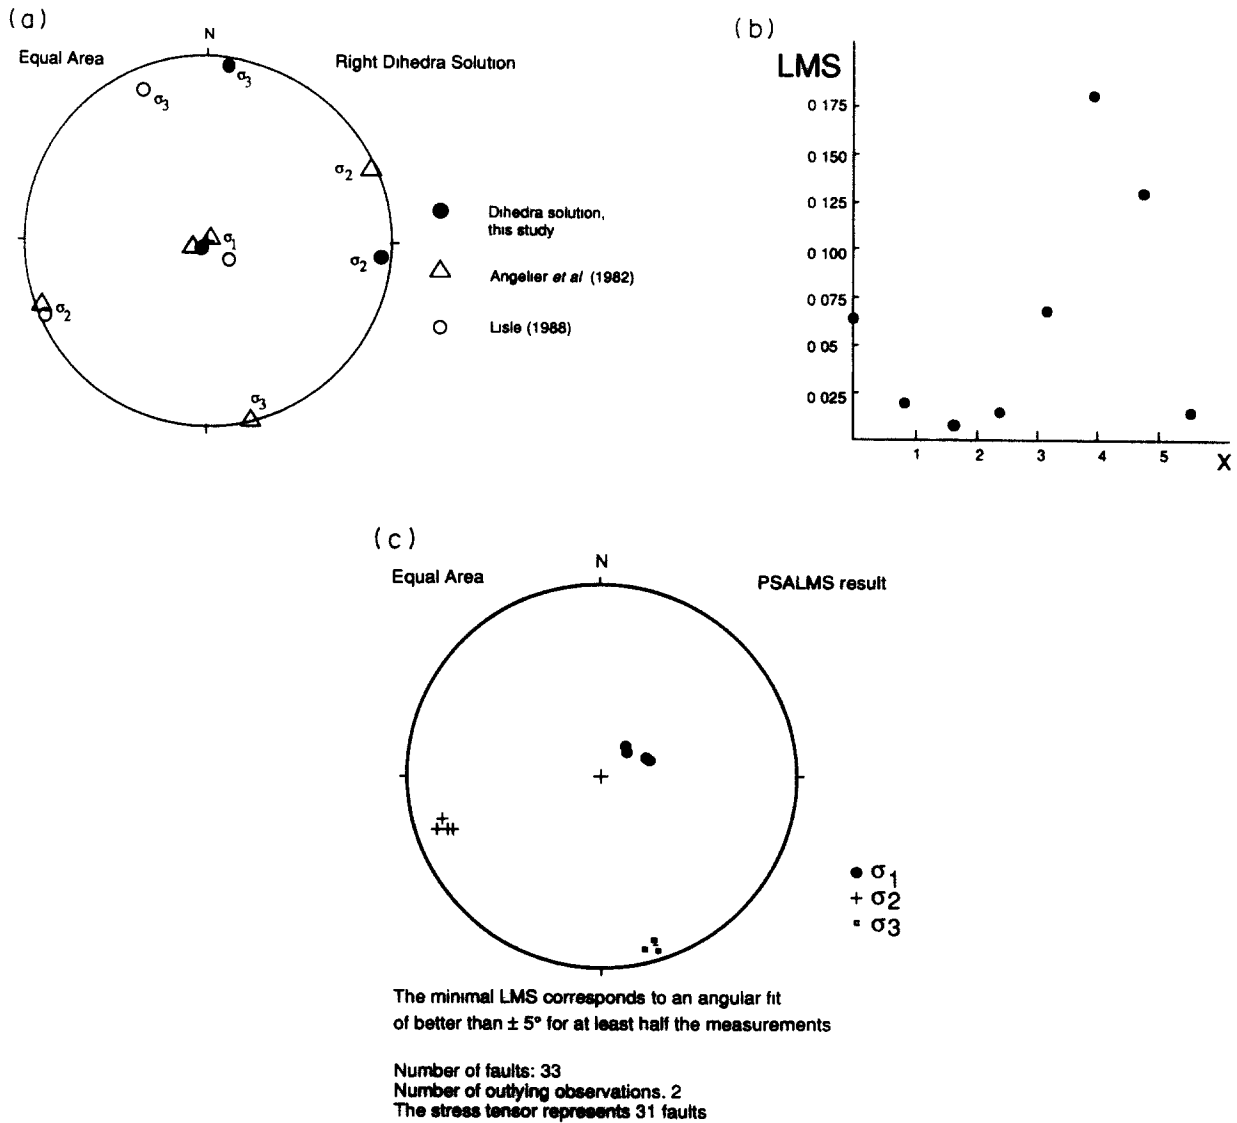 (a)
N
Equal Area
Right Dihedra Solution
σ3
σ3
σ2
σ1
σ2
σ2
σ3
Dihedra solution,
this study
Angelier et al (1982)
Lisle (1988)
(b)
LMS
0 175
0 150
0 125
0 100
0 075
0 05
0 025
1 2 3 4 5 X
(c)
N
Equal Area
PSALMS result
σ1
σ2
σ3
The minimal LMS corresponds to an angular fit
of better than ± 5° for at least half the measurements
Number of faults: 33
Number of outlying observations. 2
The stress tensor represents 31 faults